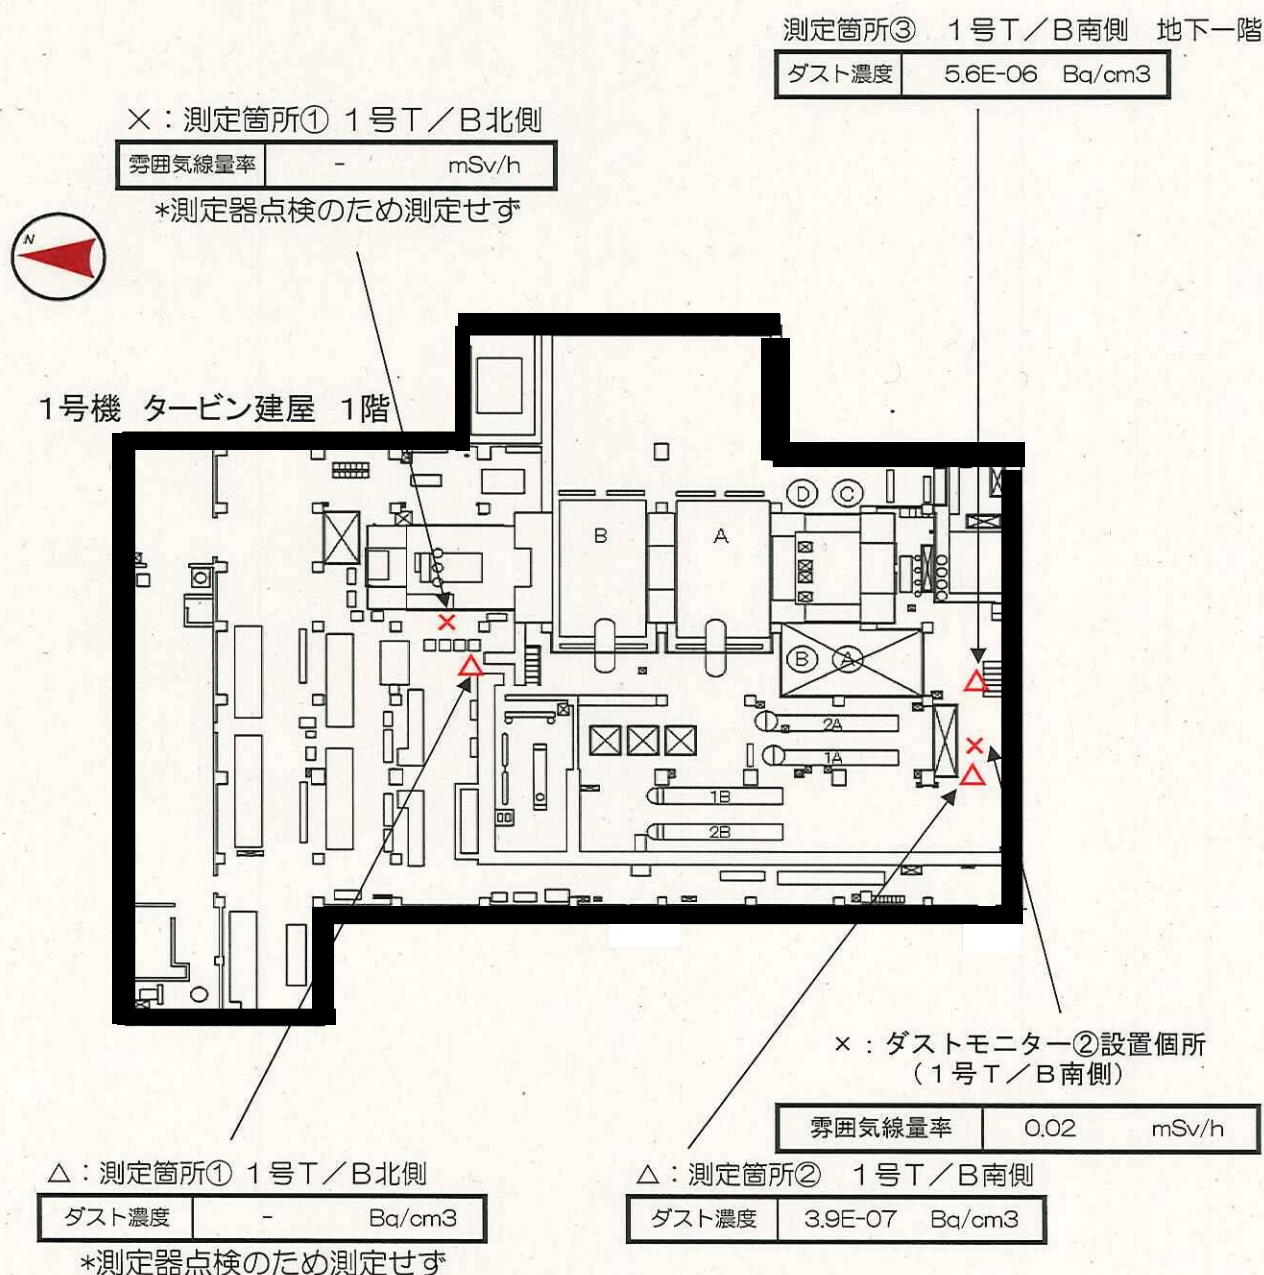 測定箇所③ 1号T/B南側 地下一階
ダスト濃度 5.6E-06 Bq/cm3
×:測定箇所① 1号T/B北側
雰囲気線量率 - mSv/h
*測定器点検のため測定せず
N
1号機 タービン建屋 1階
D C
B A
B A
2A
1A
1B
2B
×:ダストモニター②設置個所
(1号T/B南側)
雰囲気線量率 0.02 mSv/h
△:測定箇所① 1号T/B北側
ダスト濃度 - Bq/cm3
*測定器点検のため測定せず
△:測定箇所② 1号T/B南側
ダスト濃度 3.9E-07 Bq/cm3